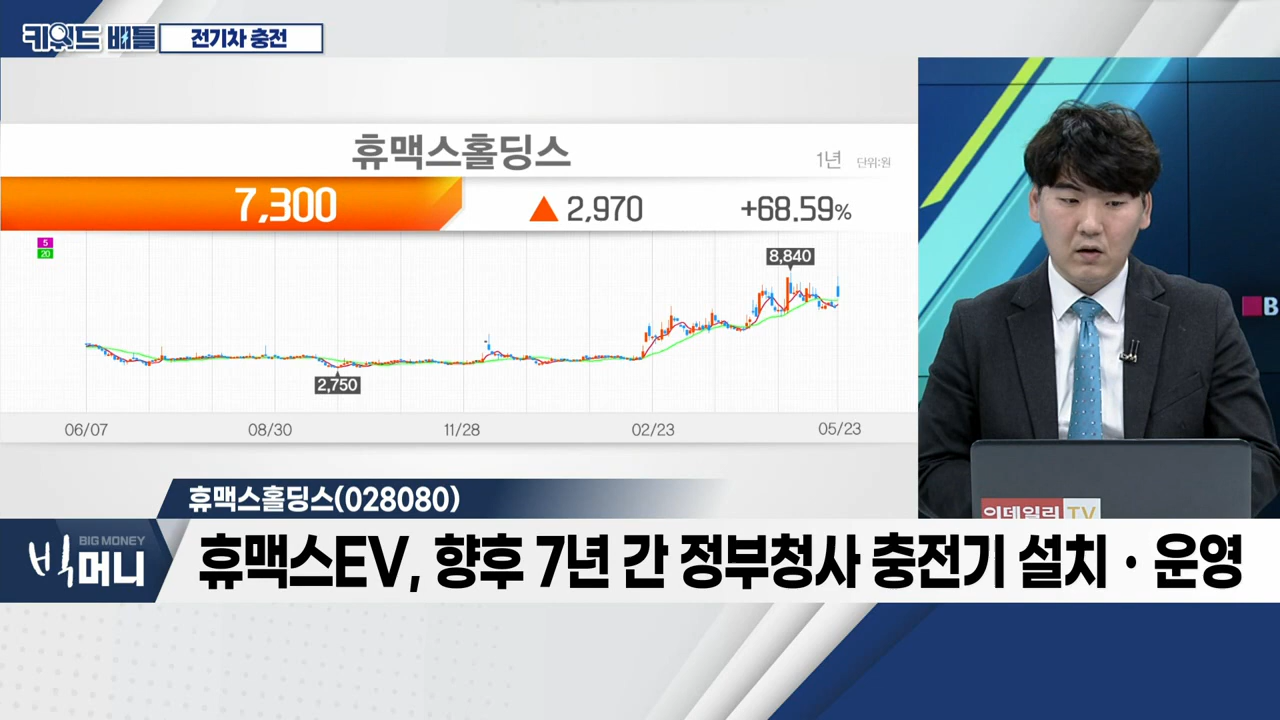 키워드 배틀 전기차 충전
휴맥스홀딩스
1년 단위:원
7,300 ▲ 2,970 +68.59%
5
20
8,840
2,750
06/07 08/30 11/28 02/23 05/23
B
이데일리 TV
휴맥스홀딩스(028080)
BIG MONEY
빅머니
휴맥스EV, 향후 7년 간 정부청사 충전기 설치·운영